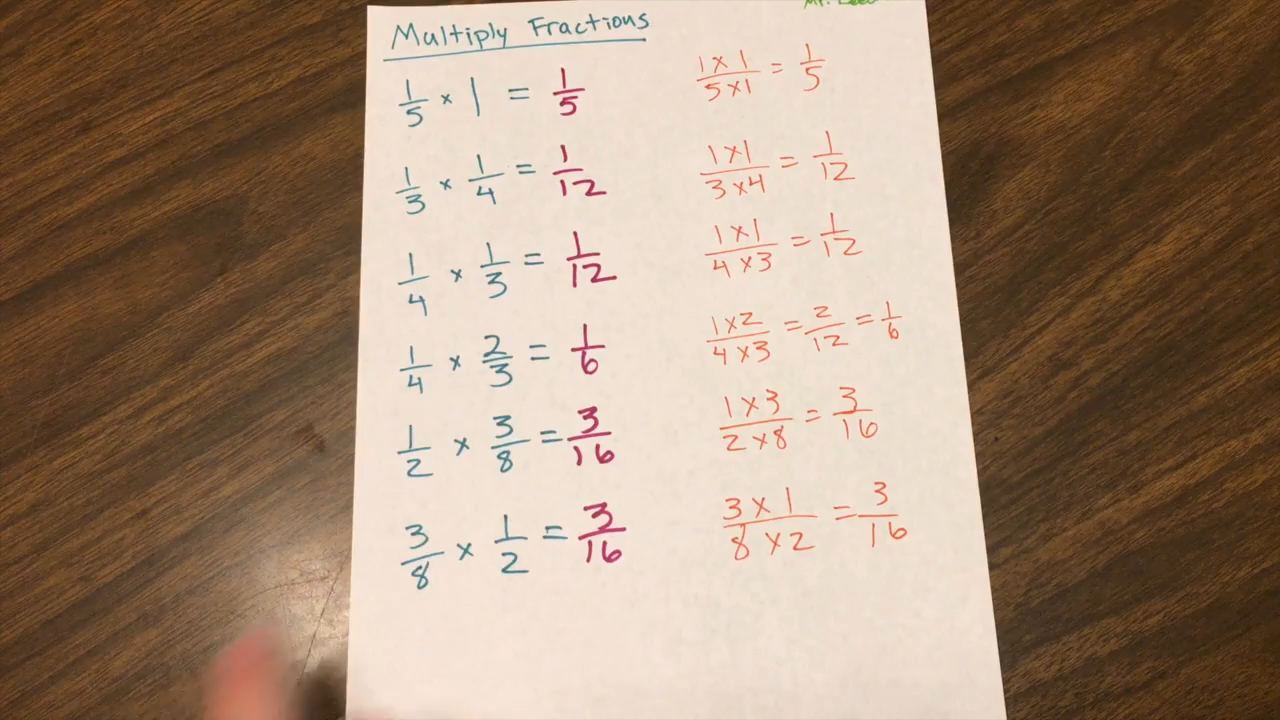 Mr.
Multiply Fractions
1/5 × 1 = 1/5
1×1/5×1 = 1/5
1/3 × 1/4 = 1/12
1×1/3×4 = 1/12
1/4 × 1/3 = 1/12
1×1/4×3 = 1/12
1/4 × 2/3 = 1/6
1×2/4×3 = 2/12 = 1/6
1/2 × 3/8 = 3/16
1×3/2×8 = 3/16
3/8 × 1/2 = 3/16
3×1/8×2 = 3/16